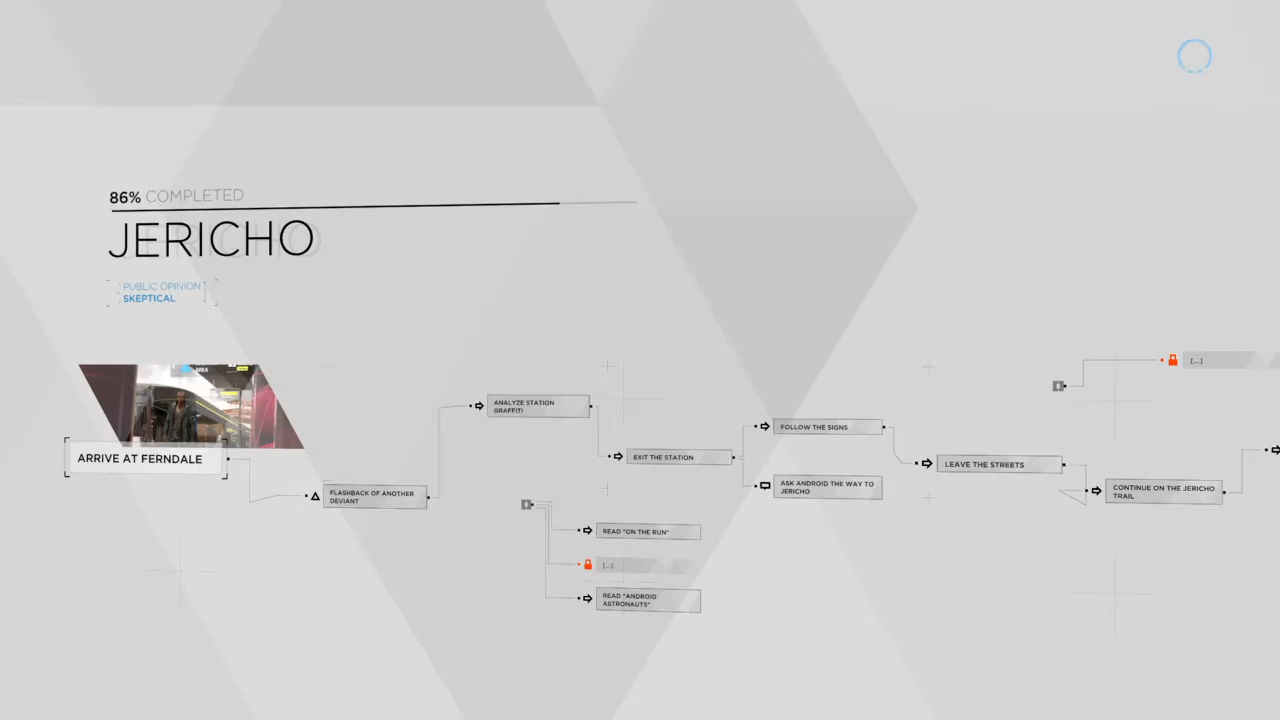 86% COMPLETED
JERICHO
PUBLIC OPINION
SKEPTICAL
AREA
ARRIVE AT FERNDALE
FLASHBACK OF ANOTHER
DEVIANT
ANALYZE STATION
GRAFFITI
EXIT THE STATION
READ "ON THE RUN"
[...]
READ "ANDROID
ASTRONAUTS"
FOLLOW THE SIGNS
ASK ANDROID THE WAY TO
JERICHO
LEAVE THE STREETS
CONTINUE ON THE JERICHO
TRAIL
[...]